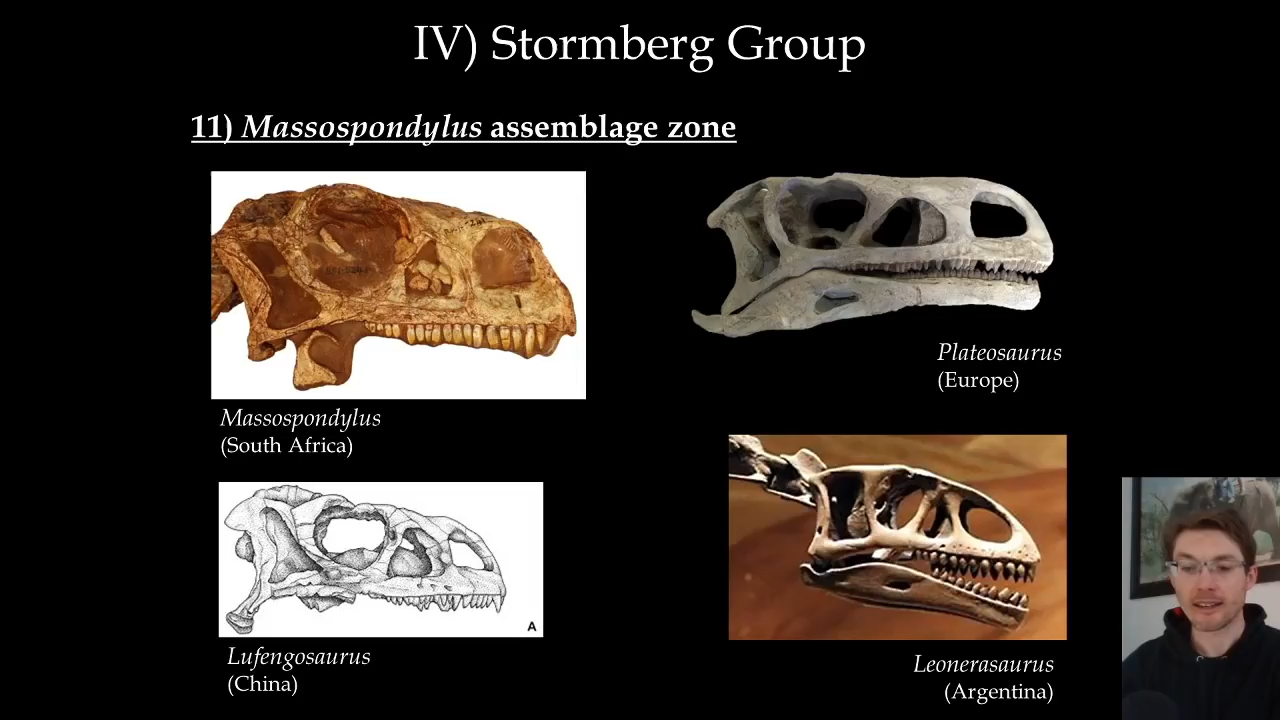 IV) Stormberg Group
11) Massospondylus assemblage zone
Massospondylus
(South Africa)
Plateosaurus
(Europe)
A
Lufengosaurus
(China)
Leonerasaurus
(Argentina)